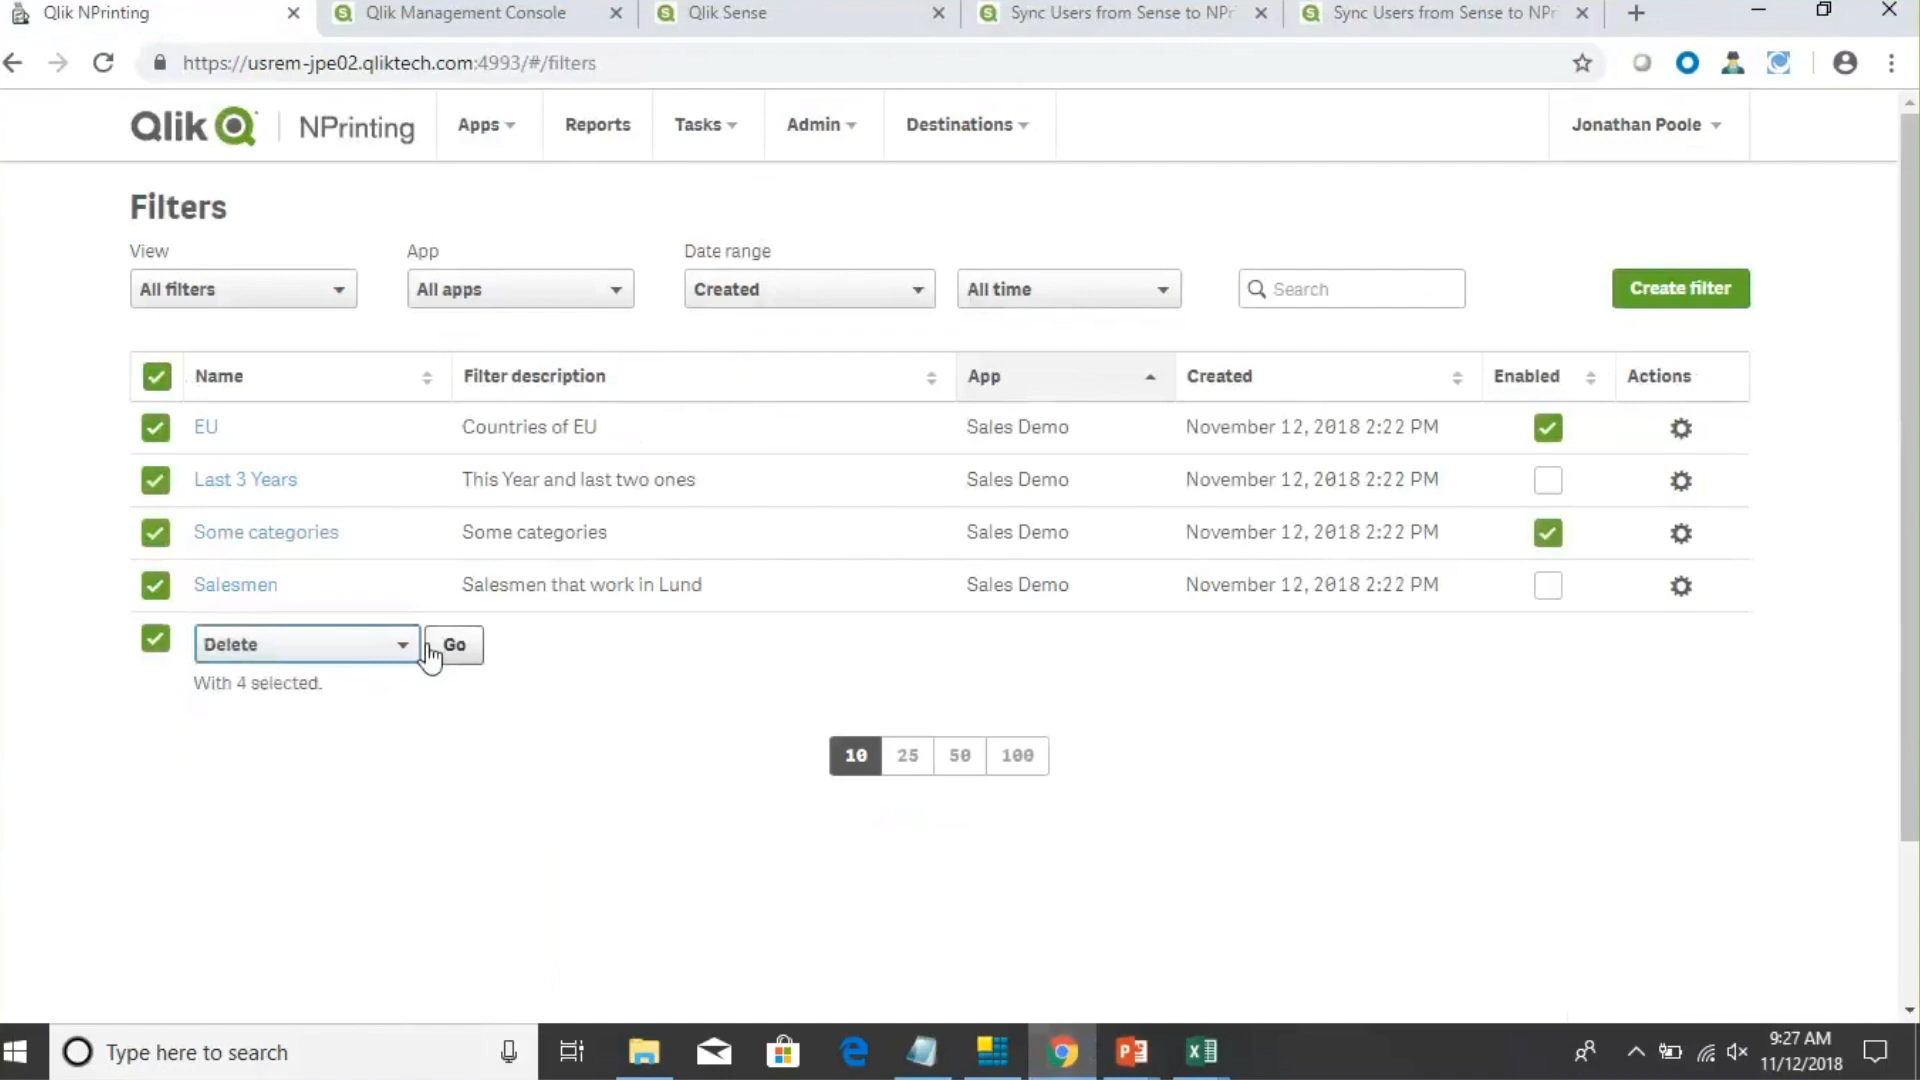 Qlik NPrinting
Qlik Management Console
Qlik Sense
Sync Users from Sense to NPri
Sync Users from Sense to NPri
https://usrem-jpe02.qliktech.com:4993/#/filters
Qlik NPrinting
Apps
Reports
Tasks
Admin
Destinations
Jonathan Poole
Filters
View
App
Date range
All filters
All apps
Created
All time
Search
Create filter
Name
Filter description
App
Created
Enabled
Actions
EU Countries of EU Sales Demo November 12, 2018 2:22 PM
Last 3 Years This Year and last two ones Sales Demo November 12, 2018 2:22 PM
Some categories Some categories Sales Demo November 12, 2018 2:22 PM
Salesmen Salesmen that work in Lund Sales Demo November 12, 2018 2:22 PM
Delete
Go
With 4 selected.
10 25 50 100
Type here to search
9:27 AM
11/12/2018